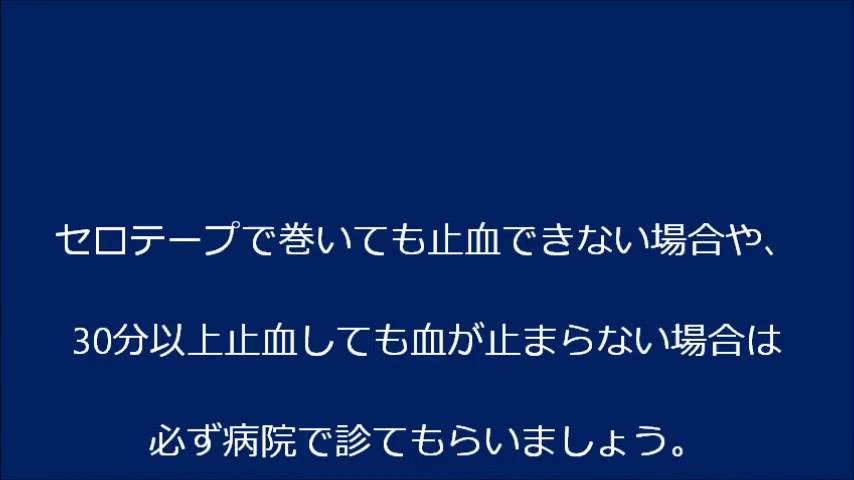 セロテープで巻いても止血できない場合や、
30分以上止血しても血が止まらない場合は
必ず病院で診てもらいましょう。